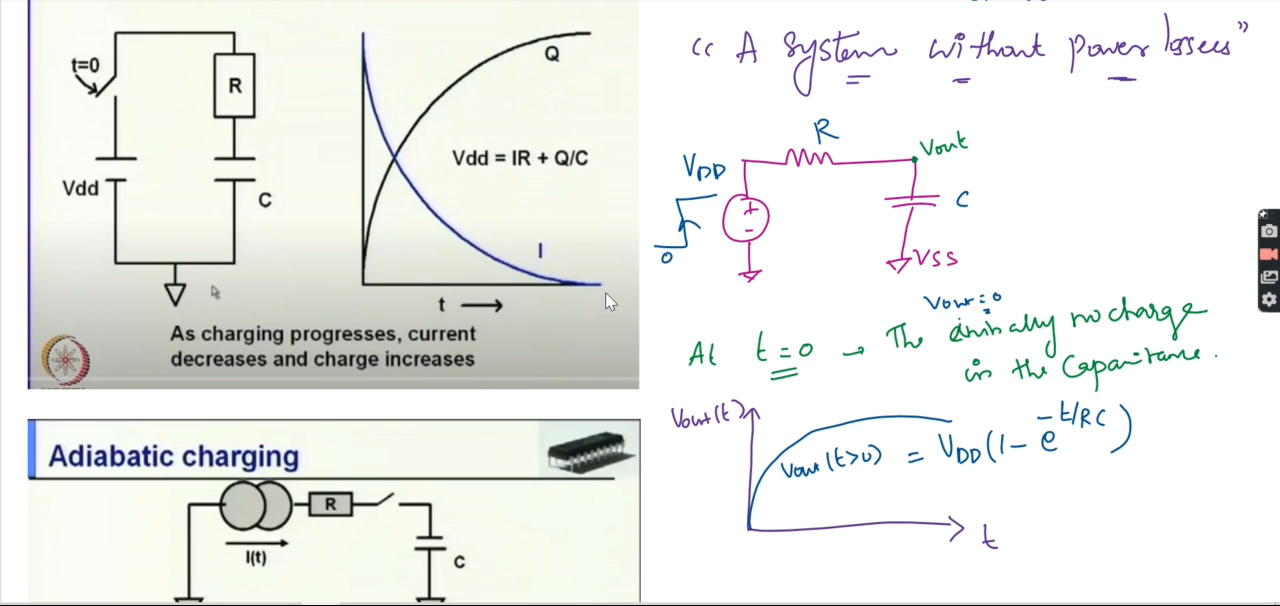 t=0
R
Vdd
C
Q
Vdd = IR + Q/C
I
t
As charging progresses, current
decreases and charge increases
Adiabatic charging
R
I(t)
C
“ A System without power losses”
R
Vout
VDD
C
0
VSS
Vout = 0
At t=0 → The initially no charge
in the Capacitance.
Vout(t)
Vout (t>0) = VDD (1 - e^-t/RC)
t